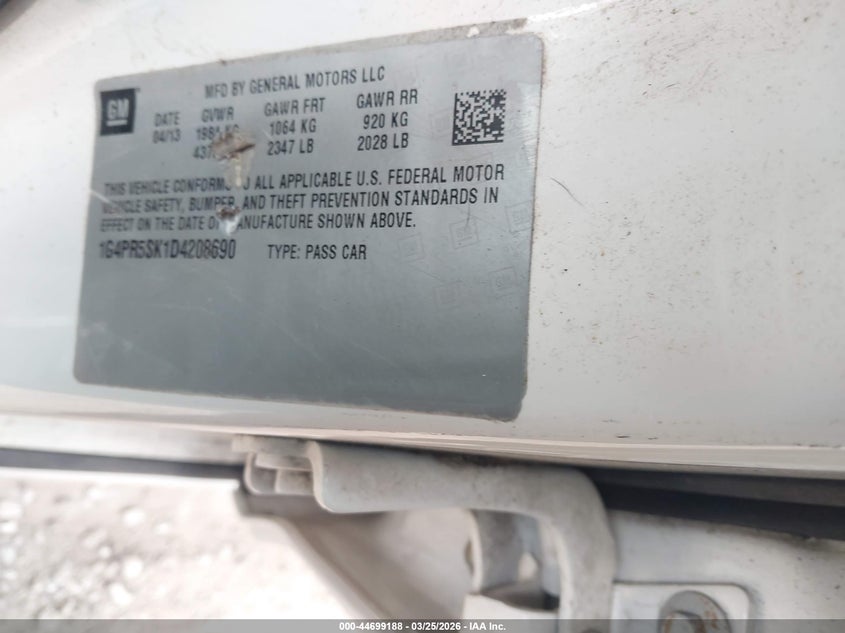 GM
MFD BY GENERAL MOTORS LLC
DATE GVWR GAWR FRT GAWR RR
04/13 KG 1064 KG 920 KG
2347 LB 2028 LB
THIS VEHICLE CONFORMS TO ALL APPLICABLE U.S. FEDERAL MOTOR
VEHICLE SAFETY, BUMPER, AND THEFT PREVENTION STANDARDS IN
EFFECT ON THE DATE OF MANUFACTURE SHOWN ABOVE.
1G4PR5SK1D4208690 TYPE: PASS CAR
000-44699188 - 03/25/2026 - IAA Inc.